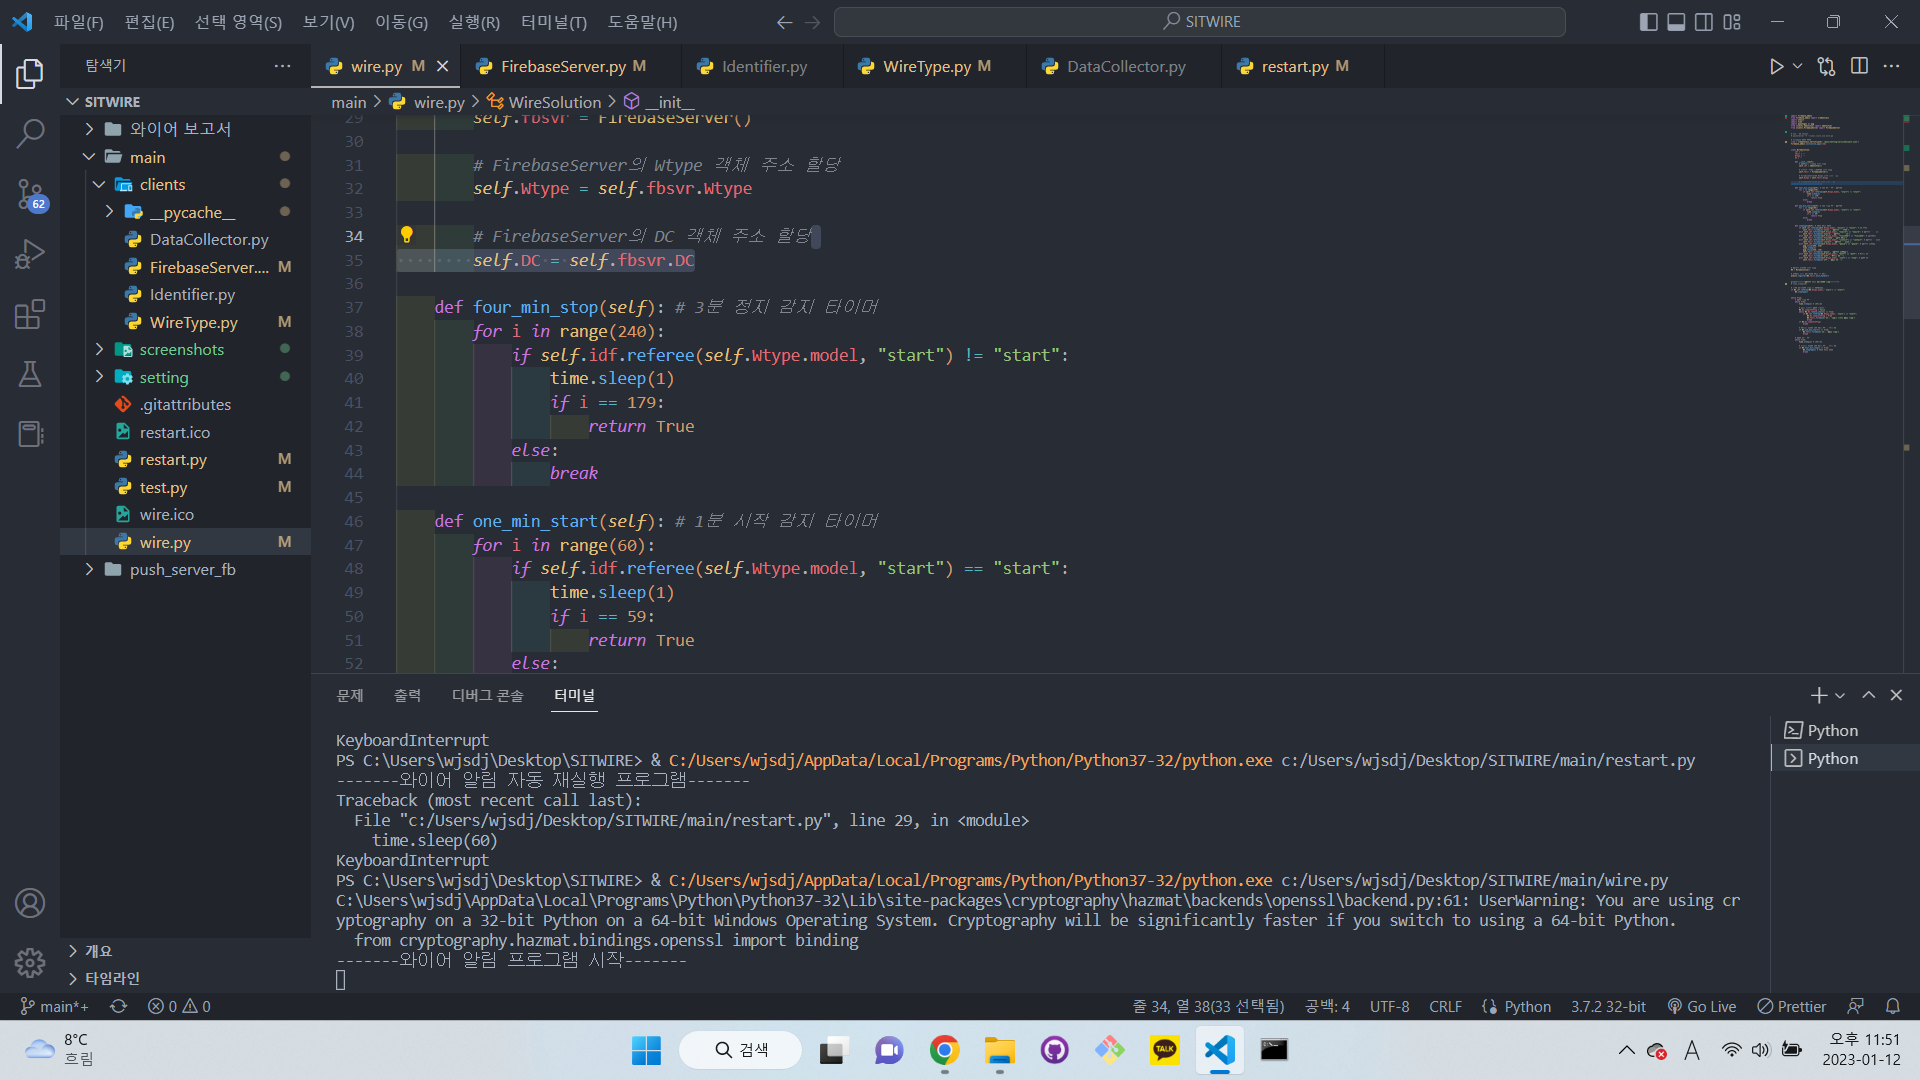 파일(F) 편집(E) 선택 영역(S) 보기(V) 이동(G) 실행(R) 터미널(T) 도움말(H) SITWIRE
탐색기
wire.py M FirebaseServer.py M Identifier.py WireType.py M DataCollector.py restart.py M
SITWIRE
와이어 보고서
main
clients
__pycache__
DataCollector.py
FirebaseServer.... M
Identifier.py
WireType.py M
screenshots
setting
.gitattributes
restart.ico
restart.py M
test.py M
wire.ico
wire.py M
push_server_fb
개요
타임라인
62
main > wire.py > WireSolution > __init__
29 self.fbsvr = FirebaseServer()
30
31 # FirebaseServer의 Wtype 객체 주소 할당
32 self.Wtype = self.fbsvr.Wtype
33
34 # FirebaseServer의 DC 객체 주소 할당
35 self.DC = self.fbsvr.DC
36
37 def four_min_stop(self): # 3분 정지 감지 타이머
38 for i in range(240):
39 if self.idf.referee(self.Wtype.model, "start") != "start":
40 time.sleep(1)
41 if i == 179:
42 return True
43 else:
44 break
45
46 def one_min_start(self): # 1분 시작 감지 타이머
47 for i in range(60):
48 if self.idf.referee(self.Wtype.model, "start") == "start":
49 time.sleep(1)
50 if i == 59:
51 return True
52 else:
문제 출력 디버그 콘솔 터미널
Python
Python
KeyboardInterrupt
PS C:\Users\wjsdj\Desktop\SITWIRE> & C:/Users/wjsdj/AppData/Local/Programs/Python/Python37-32/python.exe c:/Users/wjsdj/Desktop/SITWIRE/main/restart.py
-------와이어 알림 자동 재실행 프로그램-------
Traceback (most recent call last):
File "c:/Users/wjsdj/Desktop/SITWIRE/main/restart.py", line 29, in <module>
time.sleep(60)
KeyboardInterrupt
PS C:\Users\wjsdj\Desktop\SITWIRE> & C:/Users/wjsdj/AppData/Local/Programs/Python/Python37-32/python.exe c:/Users/wjsdj/Desktop/SITWIRE/main/wire.py
C:\Users\wjsdj\AppData\Local\Programs\Python\Python37-32\Lib\site-packages\cryptography\hazmat\backends\openssl\backend.py:61: UserWarning: You are using cr
yptography on a 32-bit Python on a 64-bit Windows Operating System. Cryptography will be significantly faster if you switch to using a 64-bit Python.
from cryptography.hazmat.bindings.openssl import binding
-------와이어 알림 프로그램 시작-------
main*+ 0 0 줄 34, 열 38(33 선택됨) 공백: 4 UTF-8 CRLF Python 3.7.2 32-bit Go Live Prettier
8°C
흐림
검색
TALK
A
오후 11:51
2023-01-12